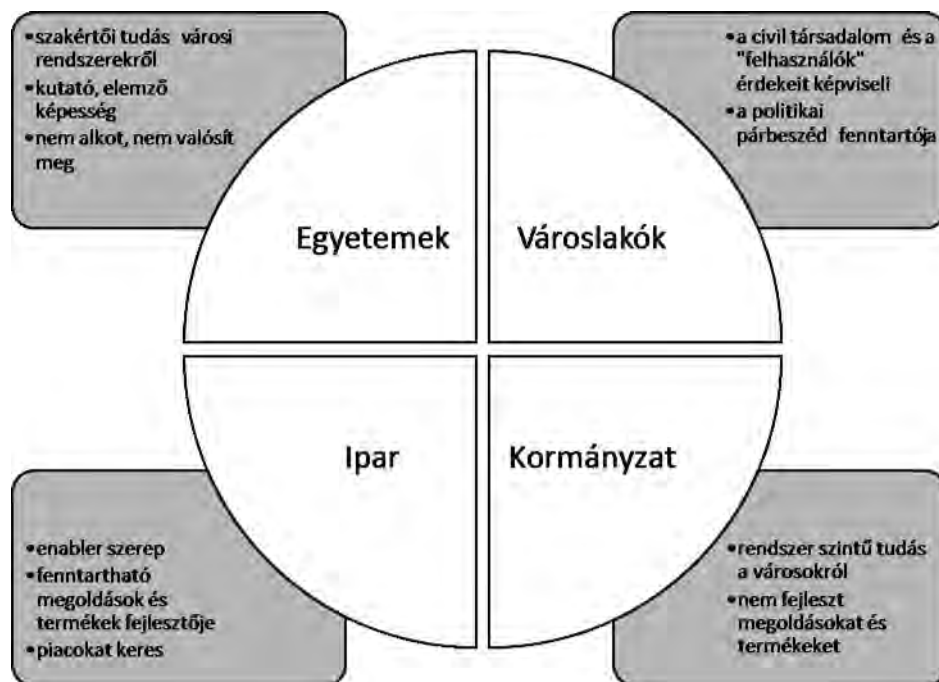 •szakértői tudás városi
rendszerekről
•kutató, elemző
képesség
•nem alkot, nem valósít
meg
•a civil társadalom és a
"felhasználók"
érdekeit képviseli
•a politikai
párbeszéd fenntartója
Egyetemek
Városlakók
Ipar
Kormányzat
•enabler szerep
•fenntartható
megoldások és
termékek fejlesztője
•piacokat keres
•rendszer szintű tudás
a városokról
•nem fejleszt
megoldásokat és
termékeket